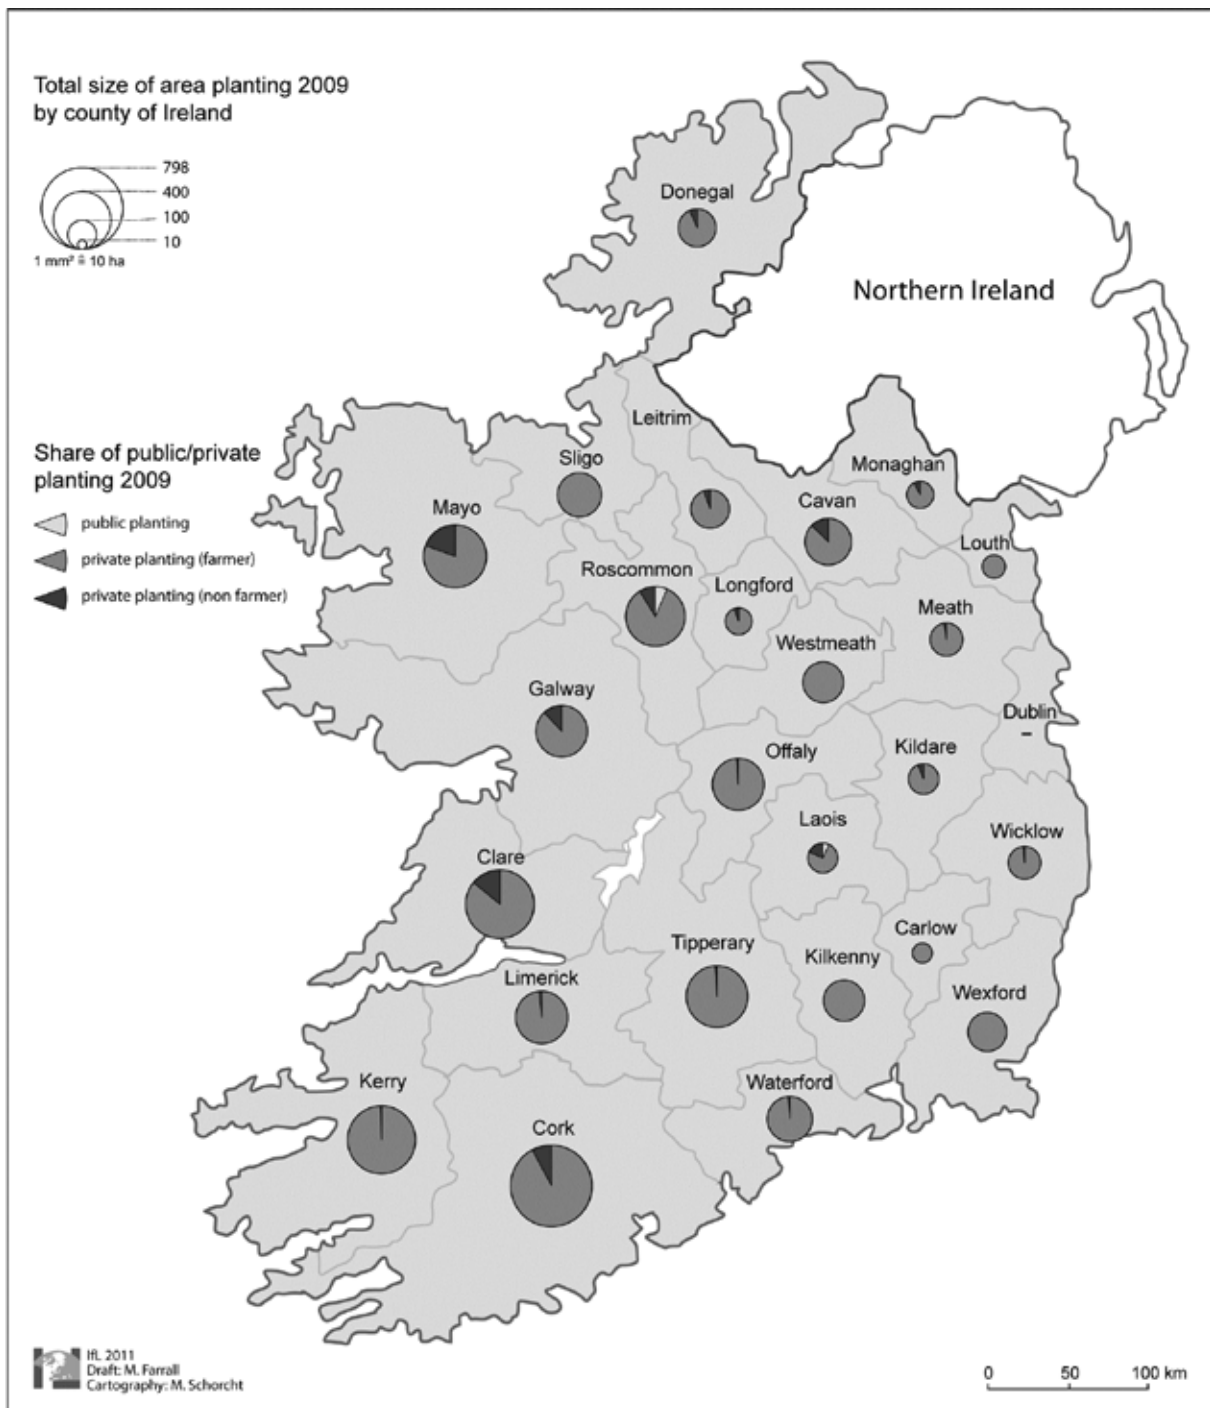 Total size of area planting 2009
by county of Ireland
798
400
100
10
1 mm² ≙ 10 ha
Share of public/private
planting 2009
public planting
private planting (farmer)
private planting (non farmer)
Donegal
Northern Ireland
Leitrim
Sligo
Monaghan
Mayo
Cavan
Louth
Roscommon
Longford
Meath
Westmeath
Galway
Dublin
–
Offaly
Kildare
Laois
Wicklow
Clare
Carlow
Tipperary
Kilkenny
Limerick
Wexford
Kerry
Waterford
Cork
IfL 2011
Draft: M. Farrall
Cartography: M. Schorcht
0 50 100 km